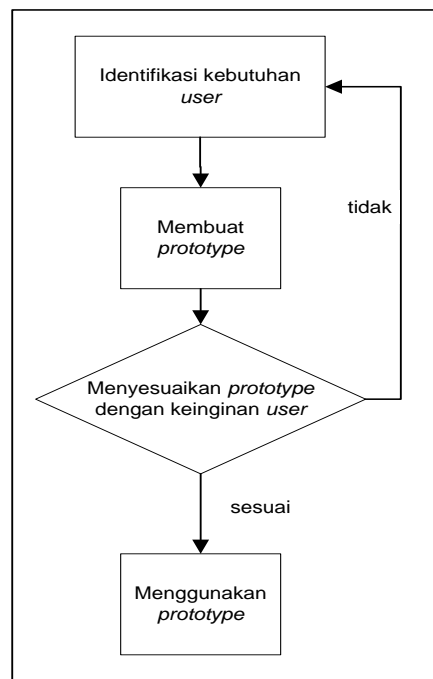 Identifikasi kebutuhan
user
Membuat
prototype
tidak
Menyesuaikan prototype
dengan keinginan user
sesuai
Menggunakan
prototype